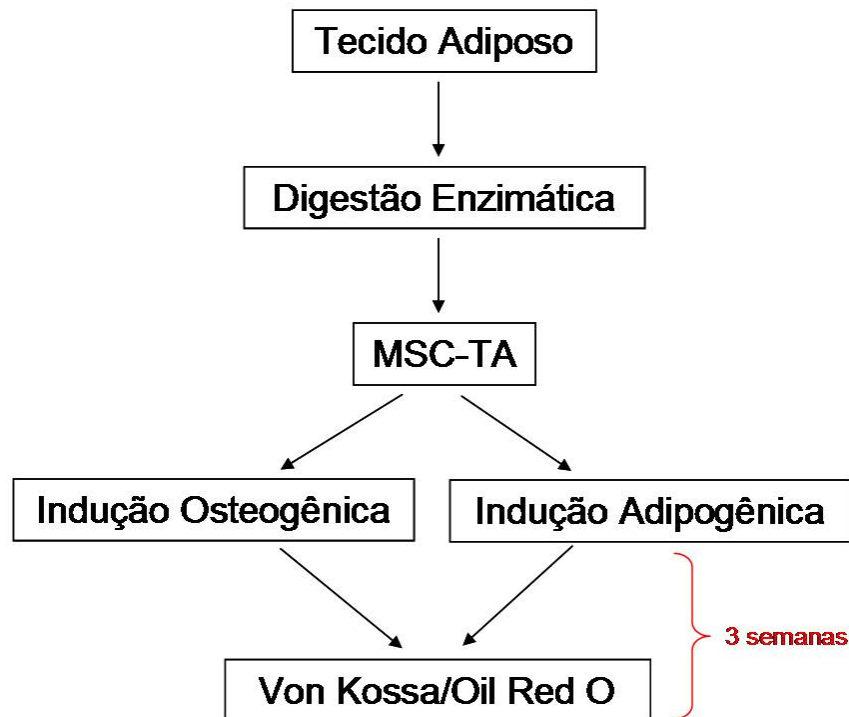 Tecido Adiposo
Digestão Enzimática
MSC-TA
Indução Osteogênica
Indução Adipogênica
3 semanas
Von Kossa/Oil Red O